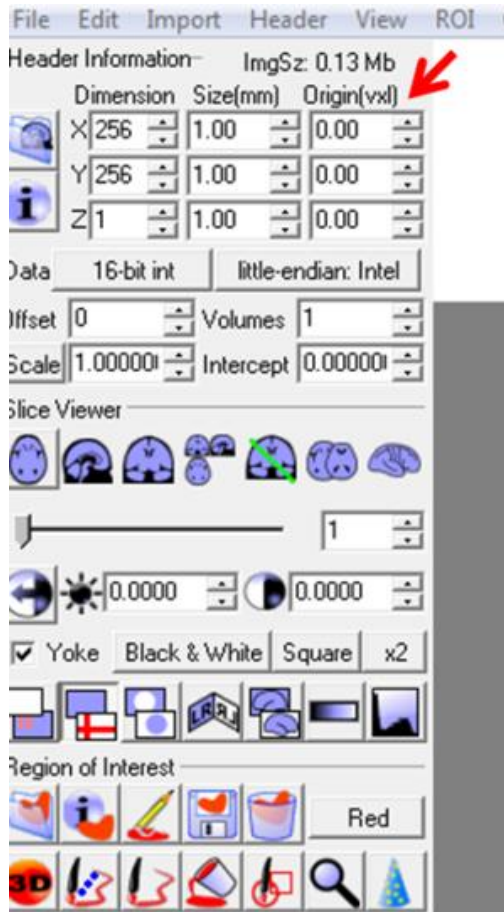 File Edit Import Header View ROI
Header Information ImgSz: 0.13 Mb
Dimension Size(mm) Origin(vxl)
X 256 1.00 0.00
Y 256 1.00 0.00
Z 1 1.00 0.00
Data 16-bit int little-endian: Intel
Offset 0 Volumes 1
Scale 1.00000 Intercept 0.00000
Slice Viewer
1
0.0000 0.0000
Yoke Black & White Square x2
Region of Interest
Red
3D